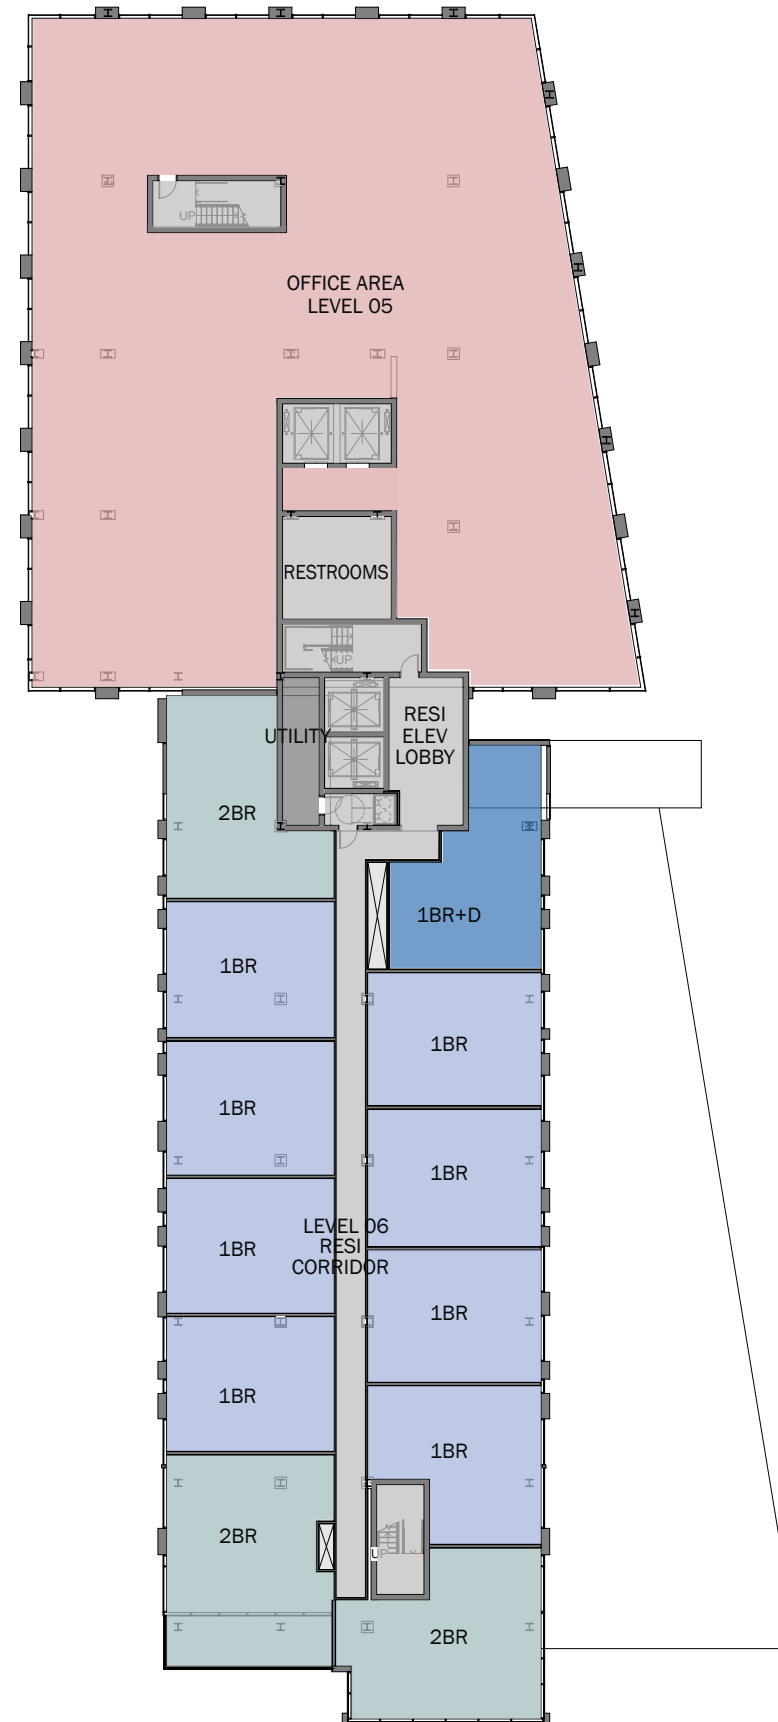 UP
OFFICE AREA
LEVEL 05
RESTROOMS
UP
RESI
ELEV
LOBBY
UTILITY
2BR
1BR+D
1BR
1BR
1BR
1BR
LEVEL 06
RESI
CORRIDOR
1BR
1BR
1BR
1BR
2BR
UP
2BR